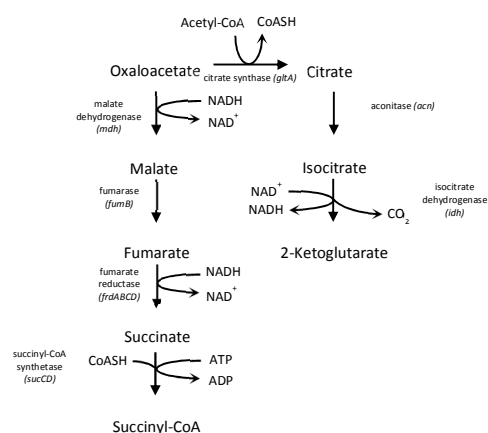 Acetyl-CoA CoASH
Oxaloacetate
citrate synthase (gltA)
Citrate
malate
dehydrogenase
(mdh)
NADH
NAD+
aconitase (acn)
Malate
Isocitrate
fumarase
(fumB)
NAD+
NADH
CO2
isocitrate
dehydrogenase
(idh)
Fumarate
2-Ketoglutarate
fumarate
reductase
(frdABCD)
NADH
NAD+
Succinate
succinyl-CoA
synthetase
(sucCD)
CoASH
ATP
ADP
Succinyl-CoA